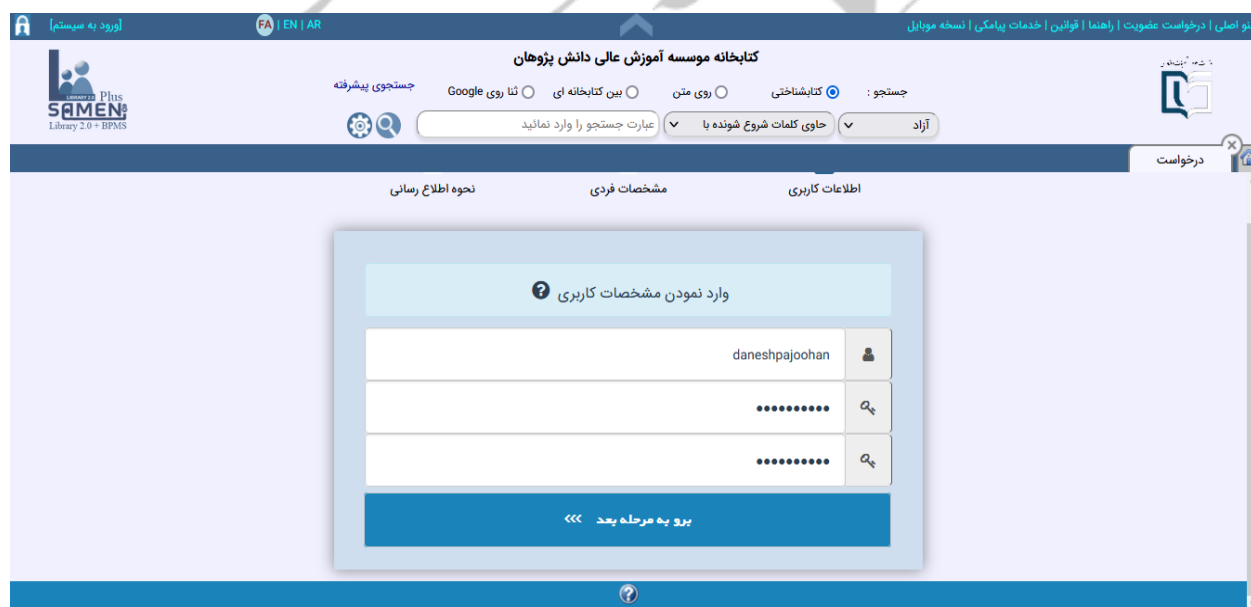 نو اصلی | درخواست عضویت | راهنما | قوانین | خدمات پیامکی | نسخه موبایل
FA | EN | AR
[ورود به سیستم]
کتابخانه موسسه آموزش عالی دانش پژوهان
جستجو :
کتابشناختی
روی متن
بین کتابخانه ای
ثنا روی Google
جستجوی پیشرفته
آزاد
حاوی کلمات شروع شونده با
عبارت جستجو را وارد نمائید
LIBRARY 2.0 Plus
SAMEN
Library 2.0 + BPMS
درخواست
اطلاعات کاربری
مشخصات فردی
نحوه اطلاع رسانی
وارد نمودن مشخصات کاربری
daneshpajoohan
••••••••••
••••••••••
برو به مرحله بعد >>>